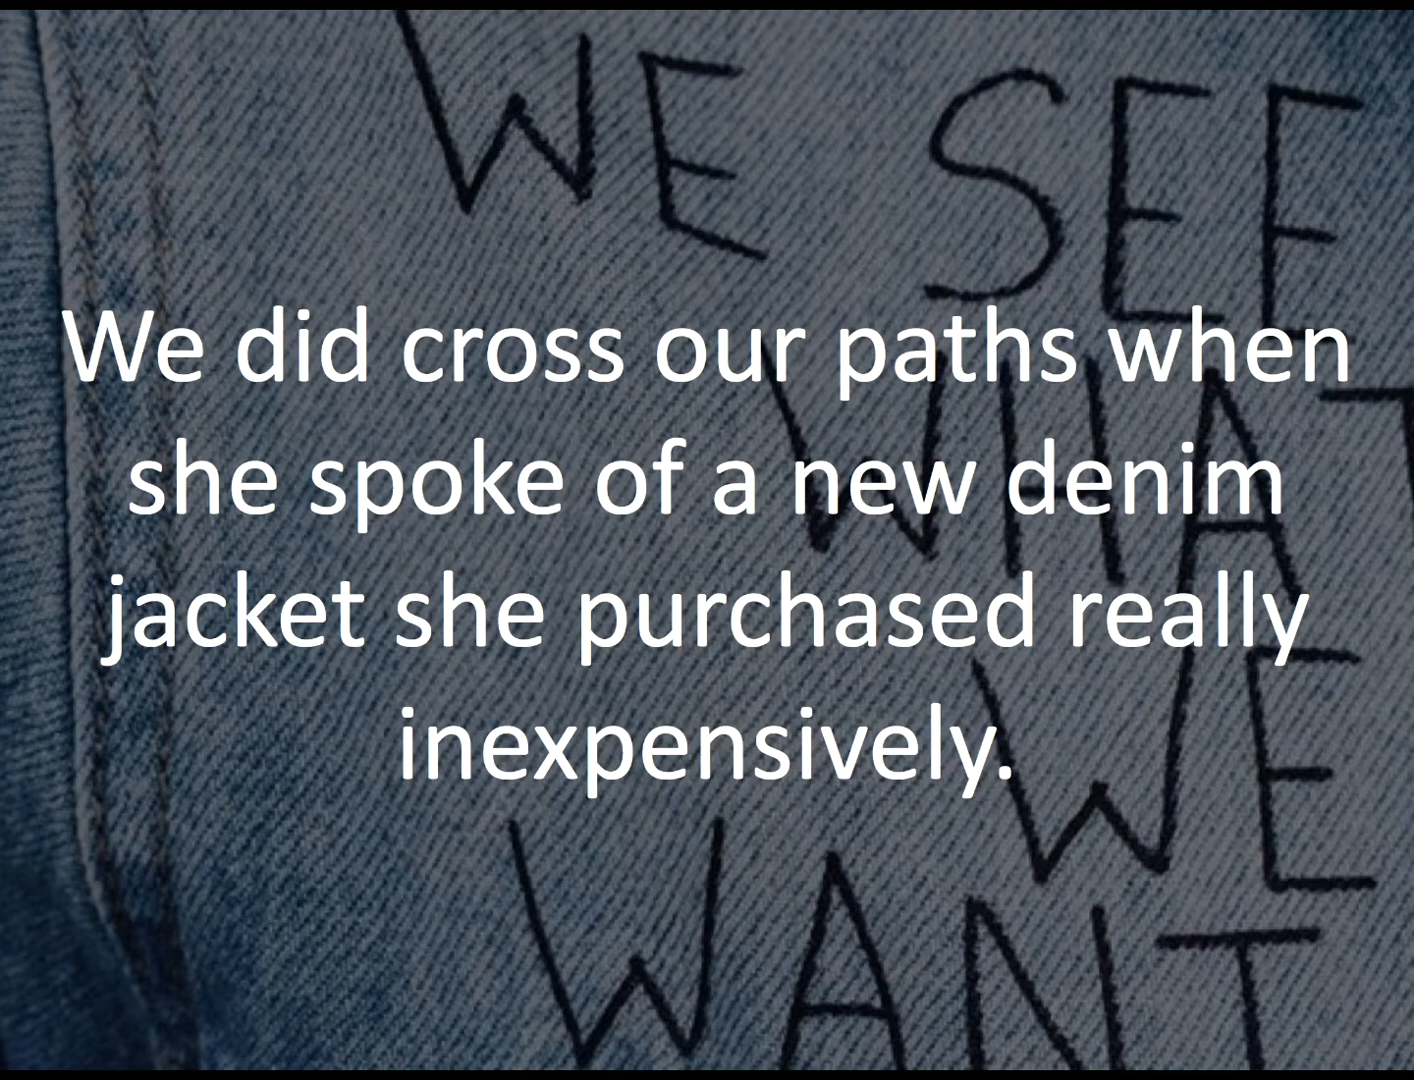 WE SEE
We did cross our paths when
she spoke of a new denim
jacket she purchased really
inexpensively.
WHAT
WE
WANT